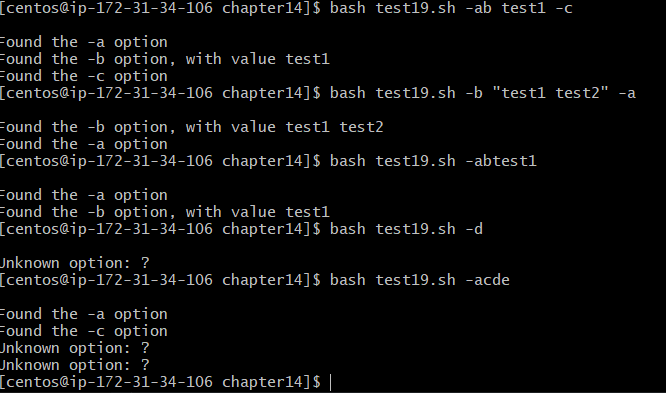 [centos@ip-172-31-34-106 chapter14]$ bash test19.sh -ab test1 -c
Found the -a option
Found the -b option, with value test1
Found the -c option
[centos@ip-172-31-34-106 chapter14]$ bash test19.sh -b "test1 test2" -a
Found the -b option, with value test1 test2
Found the -a option
[centos@ip-172-31-34-106 chapter14]$ bash test19.sh -abtest1
Found the -a option
Found the -b option, with value test1
[centos@ip-172-31-34-106 chapter14]$ bash test19.sh -d
Unknown option: ?
[centos@ip-172-31-34-106 chapter14]$ bash test19.sh -acde
Found the -a option
Found the -c option
Unknown option: ?
Unknown option: ?
[centos@ip-172-31-34-106 chapter14]$